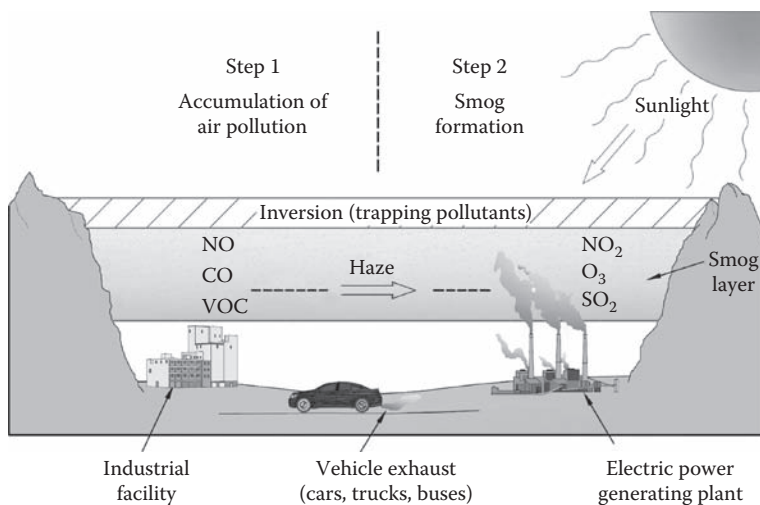 Step 1
Accumulation of
air pollution
Step 2
Smog
formation
Sunlight
Inversion (trapping pollutants)
NO
CO
VOC
Haze
NO₂
O₃
SO₂
Smog
layer
Industrial
facility
Vehicle exhaust
(cars, trucks, buses)
Electric power
generating plant